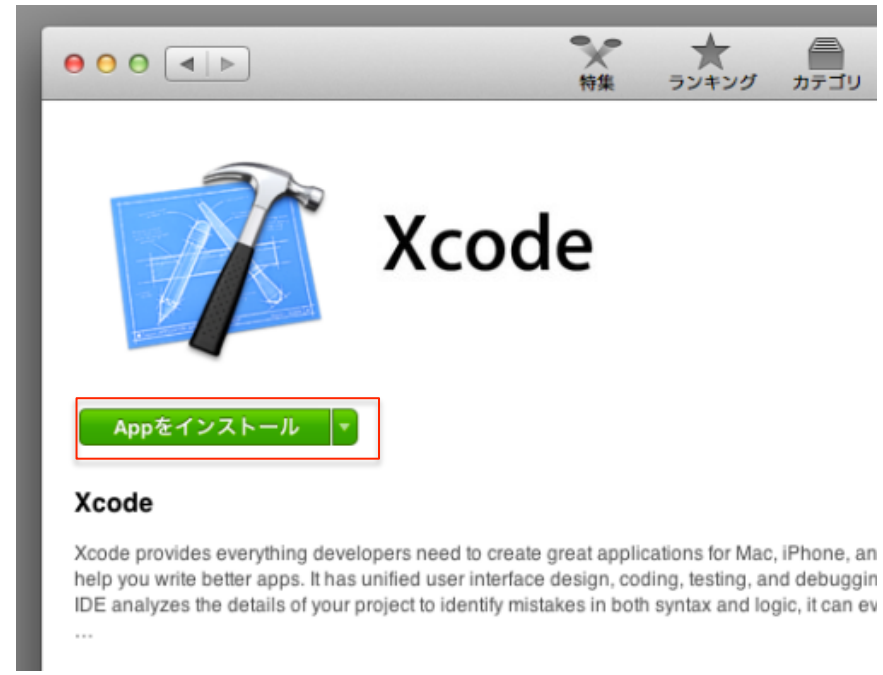 特集
ランキング
カテゴリ
Xcode
Appをインストール
Xcode
Xcode provides everything developers need to create great applications for Mac, iPhone, an
help you write better apps. It has unified user interface design, coding, testing, and debuggin
IDE analyzes the details of your project to identify mistakes in both syntax and logic, it can ev
…